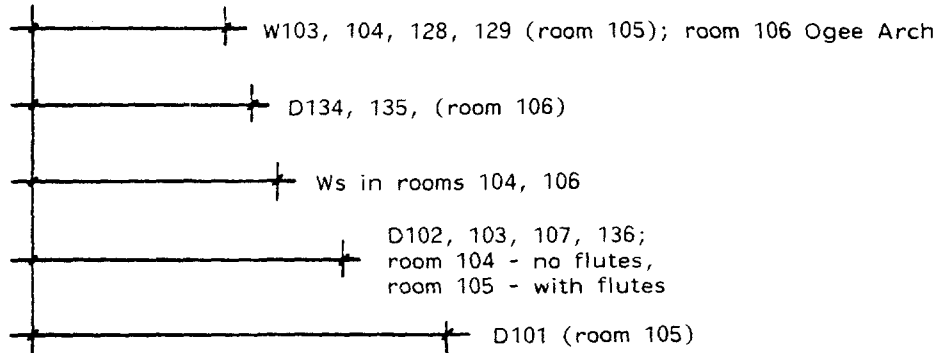 W103, 104, 128, 129 (room 105); room 106 Ogee Arch
D134, 135, (room 106)
Ws in rooms 104, 106
D102, 103, 107, 136;
room 104 - no flutes,
room 105 - with flutes
D101 (room 105)